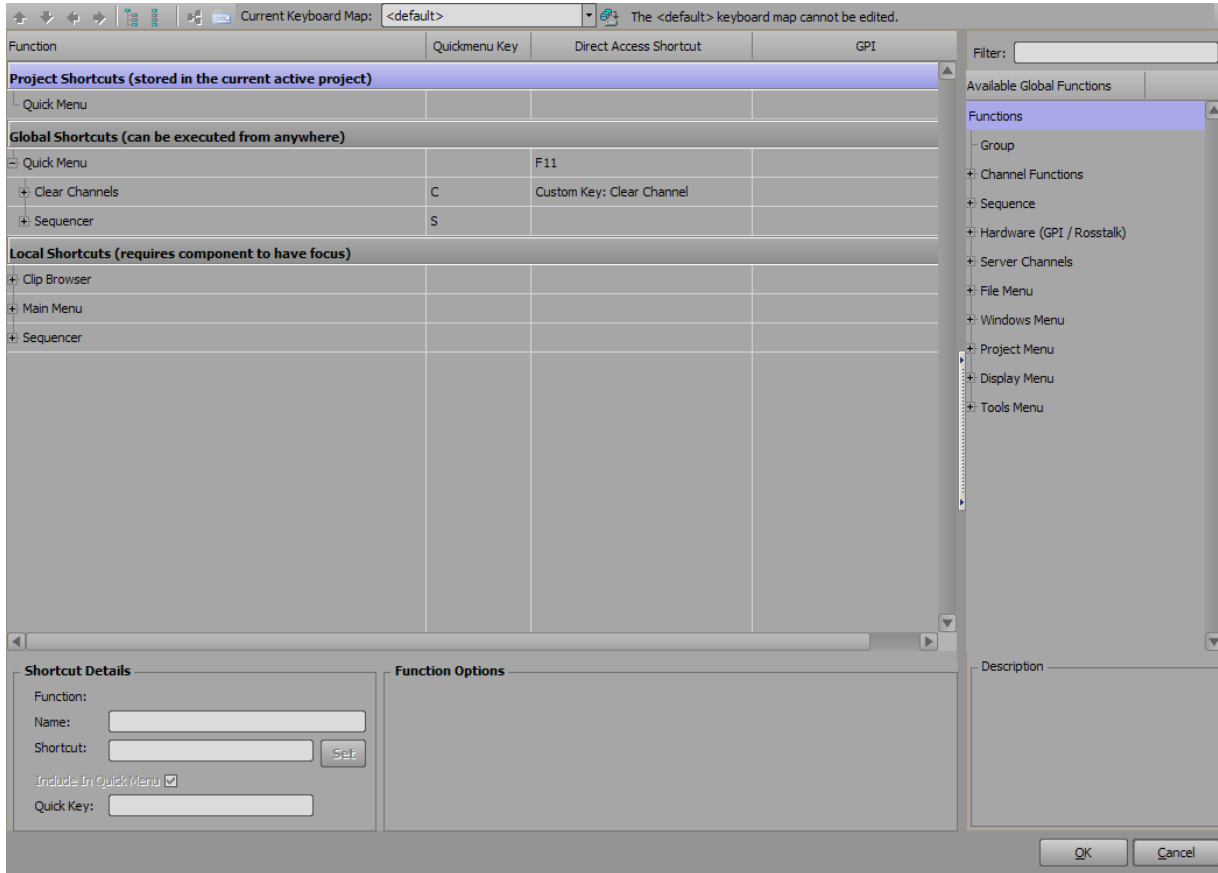 Current Keyboard Map: <default> The <default> keyboard map cannot be edited.
Function Quickmenu Key Direct Access Shortcut GPI
Project Shortcuts (stored in the current active project)
Quick Menu
Global Shortcuts (can be executed from anywhere)
Quick Menu F11
Clear Channels C Custom Key: Clear Channel
Sequencer S
Local Shortcuts (requires component to have focus)
Clip Browser
Main Menu
Sequencer
Filter:
Available Global Functions
Functions
Group
Channel Functions
Sequence
Hardware (GPI / Rosstalk)
Server Channels
File Menu
Windows Menu
Project Menu
Display Menu
Tools Menu
Shortcut Details
Function:
Name:
Shortcut: Set
Include In Quick Menu
Quick Key:
Function Options
Description
OK Cancel